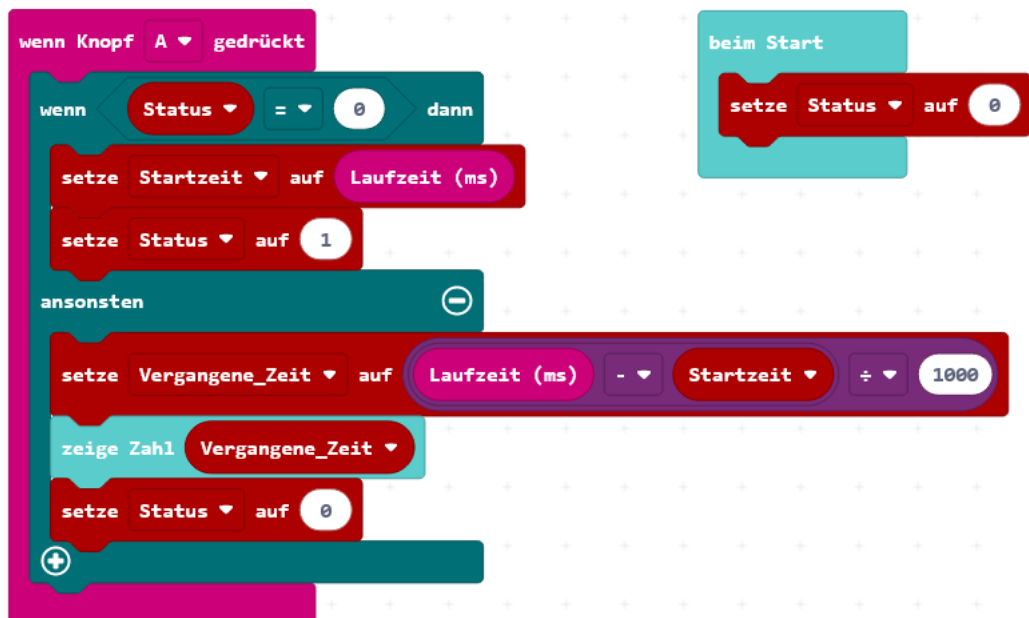 wenn Knopf A gedrückt
wenn Status = 0 dann
setze Startzeit auf Laufzeit (ms)
setze Status auf 1
ansonsten
setze Vergangene_Zeit auf Laufzeit (ms) - Startzeit ÷ 1000
zeige Zahl Vergangene_Zeit
setze Status auf 0
beim Start
setze Status auf 0